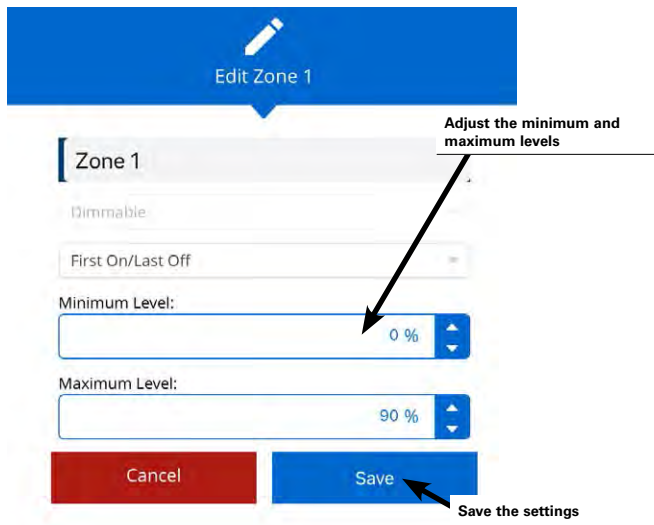 Edit Zone 1
Adjust the minimum and
maximum levels
Zone 1
Dimmable
First On/Last Off
Minimum Level:
0 %
Maximum Level:
90 %
Cancel
Save
Save the settings